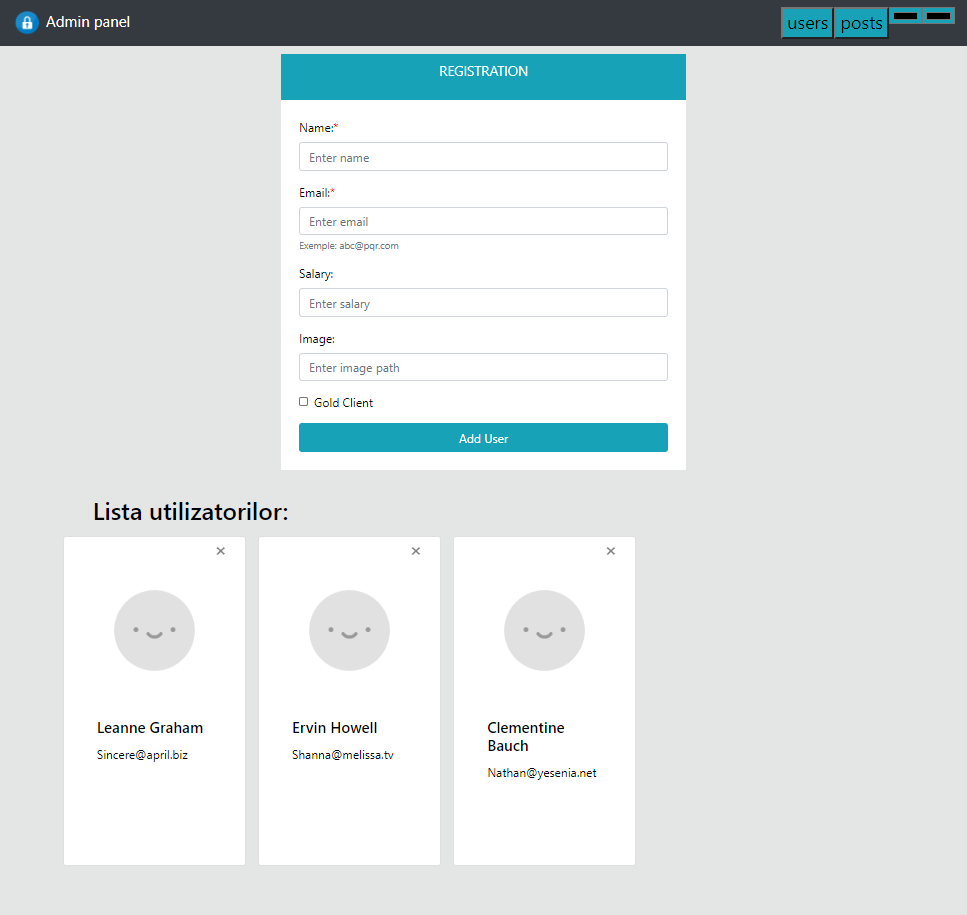 Admin panel
users
posts
REGISTRATION
Name:*
Enter name
Email:*
Enter email
Exemple: abc@pqr.com
Salary:
Enter salary
Image:
Enter image path
Gold Client
Add User
Lista utilizatorilor:
×
×
×
Leanne Graham
Sincere@april.biz
Ervin Howell
Shanna@melissa.tv
Clementine
Bauch
Nathan@yesenia.net